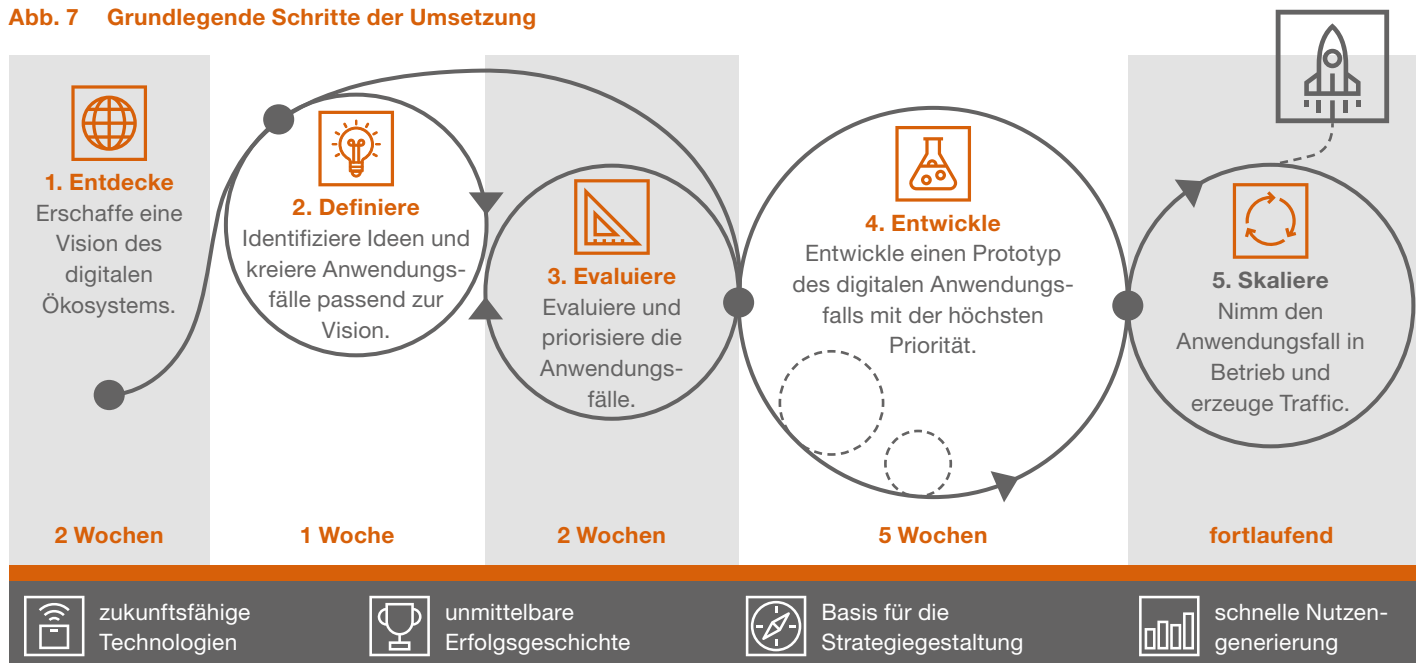 Abb. 7 Grundlegende Schritte der Umsetzung
1. Entdecke
Erschaffe eine
Vision des
digitalen
Ökosystems.
2 Wochen
2. Definiere
Identifiziere Ideen und
kreiere Anwendungs-
fälle passend zur
Vision.
1 Woche
3. Evaluiere
Evaluiere und
priorisiere die
Anwendungs-
fälle.
2 Wochen
4. Entwickle
Entwickle einen Prototyp
des digitalen Anwendungs-
falls mit der höchsten
Priorität.
5 Wochen
5. Skaliere
Nimm den
Anwendungsfall in
Betrieb und
erzeuge Traffic.
fortlaufend
zukunftsfähige
Technologien
unmittelbare
Erfolgsgeschichte
Basis für die
Strategiegestaltung
schnelle Nutzen-
generierung